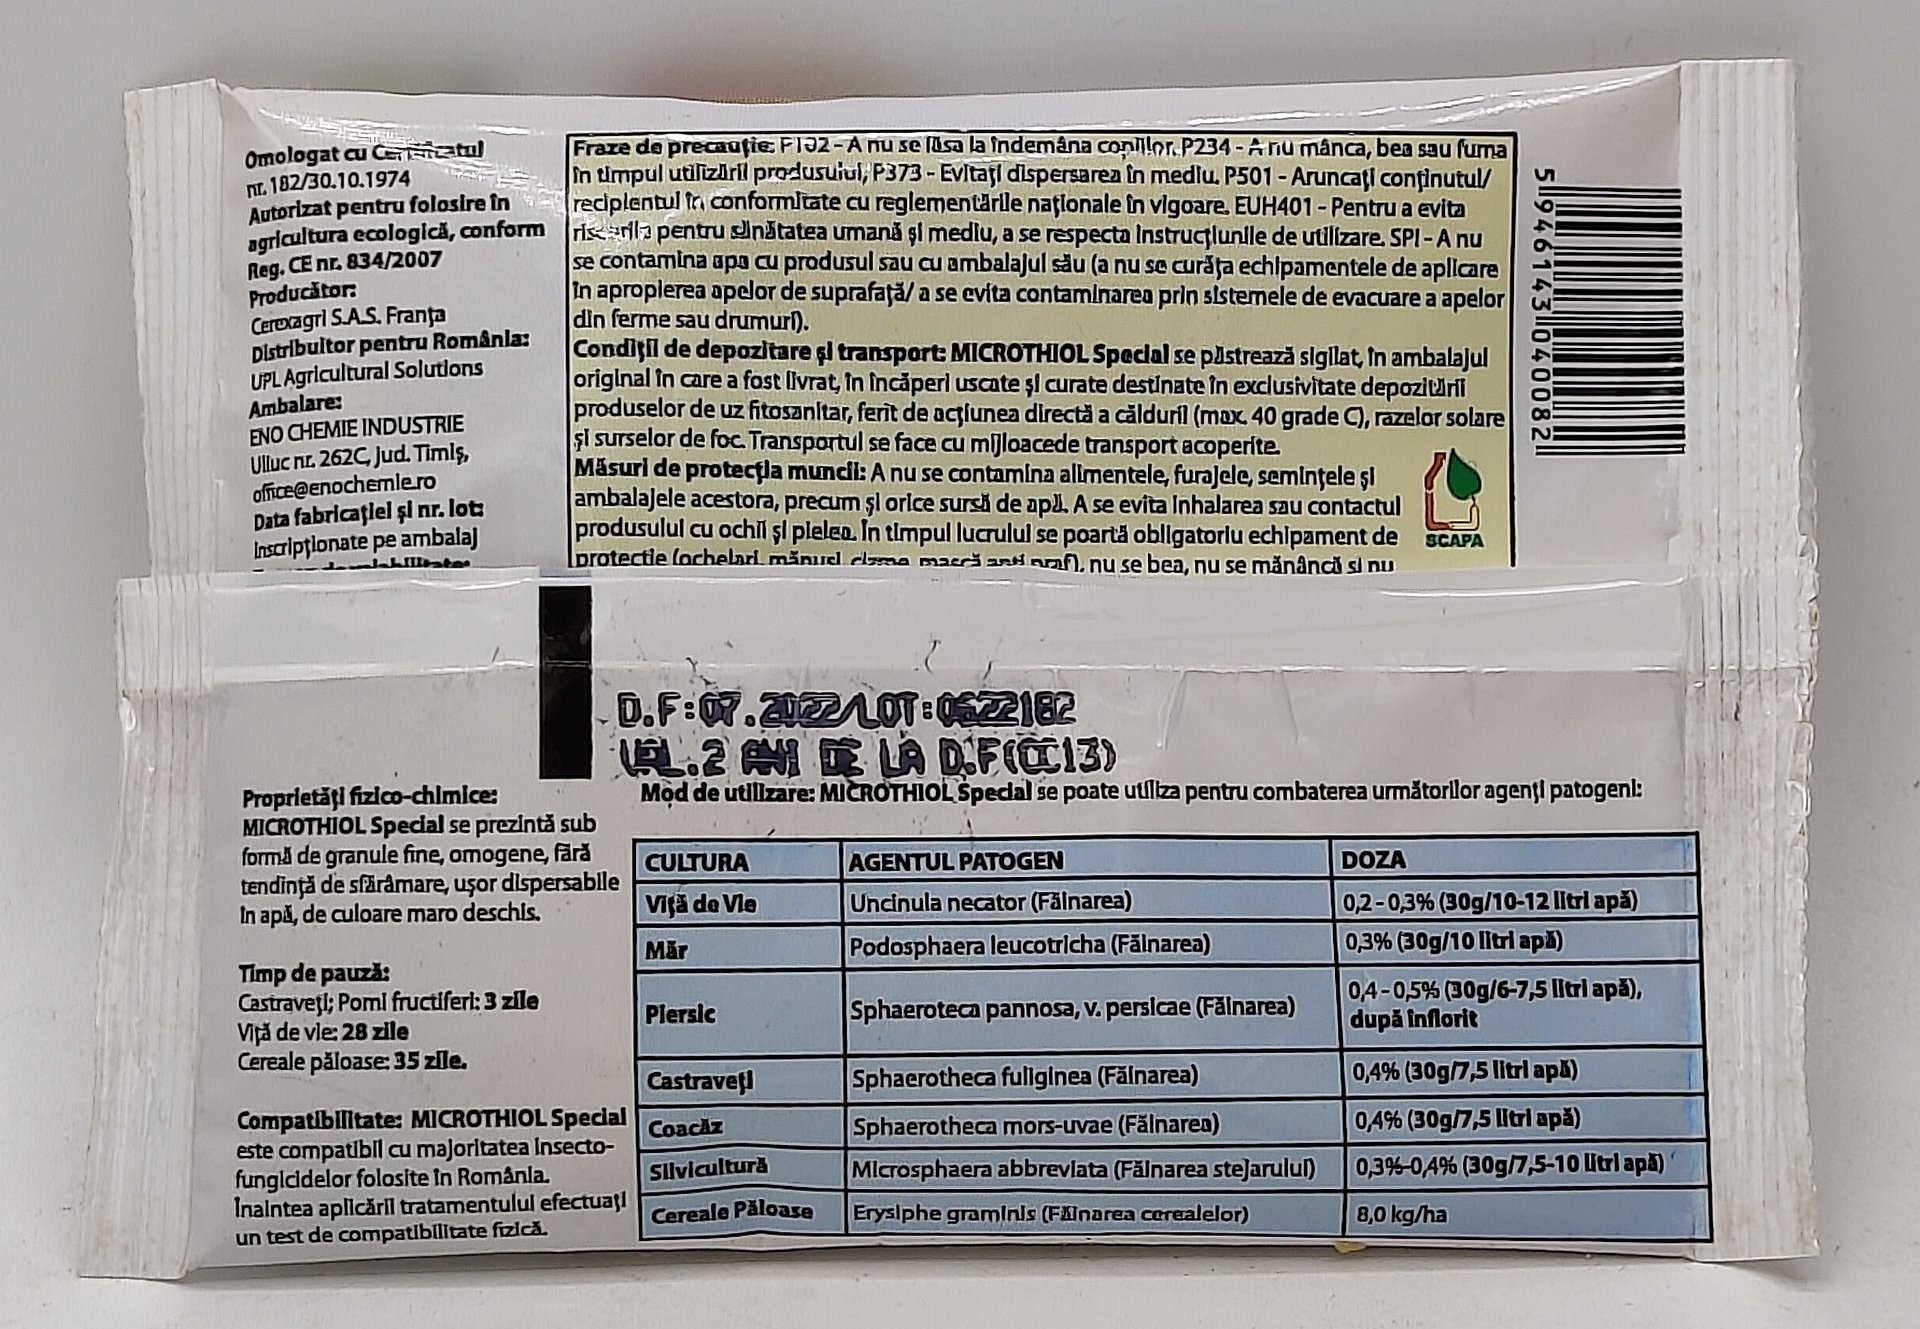 Omologat cu Certificatul
nr. 182/30.10.1974
Autorizat pentru folosire în
agricultura ecologică, conform
Reg. CE nr. 834/2007
Producător:
Cerexagri S.A.S. Franța
Distribuitor pentru România:
UPL Agricultural Solutions
Ambalare:
ENO CHEMIE INDUSTRIE
Uliuc nr. 262C, jud. Timiș,
office@enochemie.ro
Data fabricației și nr. lot:
Inscripționate pe ambalaj
Fraze de precauție: P102 - A nu se lăsa la îndemâna copiilor. P234 - A nu mânca, bea sau fuma
în timpul utilizării produsului, P373 - Evitați dispersarea în mediu. P501 - Aruncați conținutul/
recipientul în conformitate cu reglementările naționale în vigoare. EUH401 - Pentru a evita
riscurile pentru sănătatea umană și mediu, a se respecta instrucțiunile de utilizare. SPI - A nu
se contamina apa cu produsul sau cu ambalajul său (a nu se curăța echipamentele de aplicare
în apropierea apelor de suprafață/ a se evita contaminarea prin sistemele de evacuare a apelor
din ferme sau drumuri).
Condiții de depozitare și transport: MICROTHIOL Special se păstrează sigilat, în ambalajul
original în care a fost livrat, în încăperi uscate și curate destinate în exclusivitate depozitării
produselor de uz fitosanitar, ferit de acțiunea directă a căldurii (max. 40 grade C), razelor solare
și surselor de foc. Transportul se face cu mijloacede transport acoperite.
Măsuri de protecția muncii: A nu se contamina alimentele, furajele, semințele și
ambalajele acestora, precum și orice sursă de apă. A se evita inhalarea sau contactul
produsului cu ochii și pielea. În timpul lucrului se poartă obligatoriu echipament de
protecție (ochelari, mănuși, cizme, mască anti praf), nu se bea, nu se mănâncă și nu
SCAPA
5 946143 040082
D.F:07.2022/LOT:0622182
VAL.2 ANI DE LA D.F(CC13)
Proprietăți fizico-chimice:
MICROTHIOL Special se prezintă sub
formă de granule fine, omogene, fără
tendință de sfărâmare, ușor dispersabile
în apă, de culoare maro deschis.
Timp de pauză:
Castraveți; Pomi fructiferi: 3 zile
Viță de vie: 28 zile
Cereale păioase: 35 zile.
Compatibilitate: MICROTHIOL Special
este compatibil cu majoritatea insecto-
fungicidelor folosite în România.
Înaintea aplicării tratamentului efectuați
un test de compatibilitate fizică.
Mod de utilizare: MICROTHIOL Special se poate utiliza pentru combaterea următorilor agenți patogeni:
CULTURA AGENTUL PATOGEN DOZA
Viță de Vie Uncinula necator (Făinarea) 0,2 - 0,3% (30g/10-12 litri apă)
Măr Podosphaera leucotricha (Făinarea) 0,3% (30g/10 litri apă)
Piersic Sphaeroteca pannosa, v. persicae (Făinarea) 0,4 - 0,5% (30g/6-7,5 litri apă),
după înflorit
Castraveți Sphaerotheca fuliginea (Făinarea) 0,4% (30g/7,5 litri apă)
Coacăz Sphaerotheca mors-uvae (Făinarea) 0,4% (30g/7,5 litri apă)
Silvicultură Microsphaera abbreviata (Făinarea stejarului) 0,3%-0,4% (30g/7,5-10 litri apă)
Cereale Păioase Erysiphe graminis (Făinarea cerealelor) 8,0 kg/ha